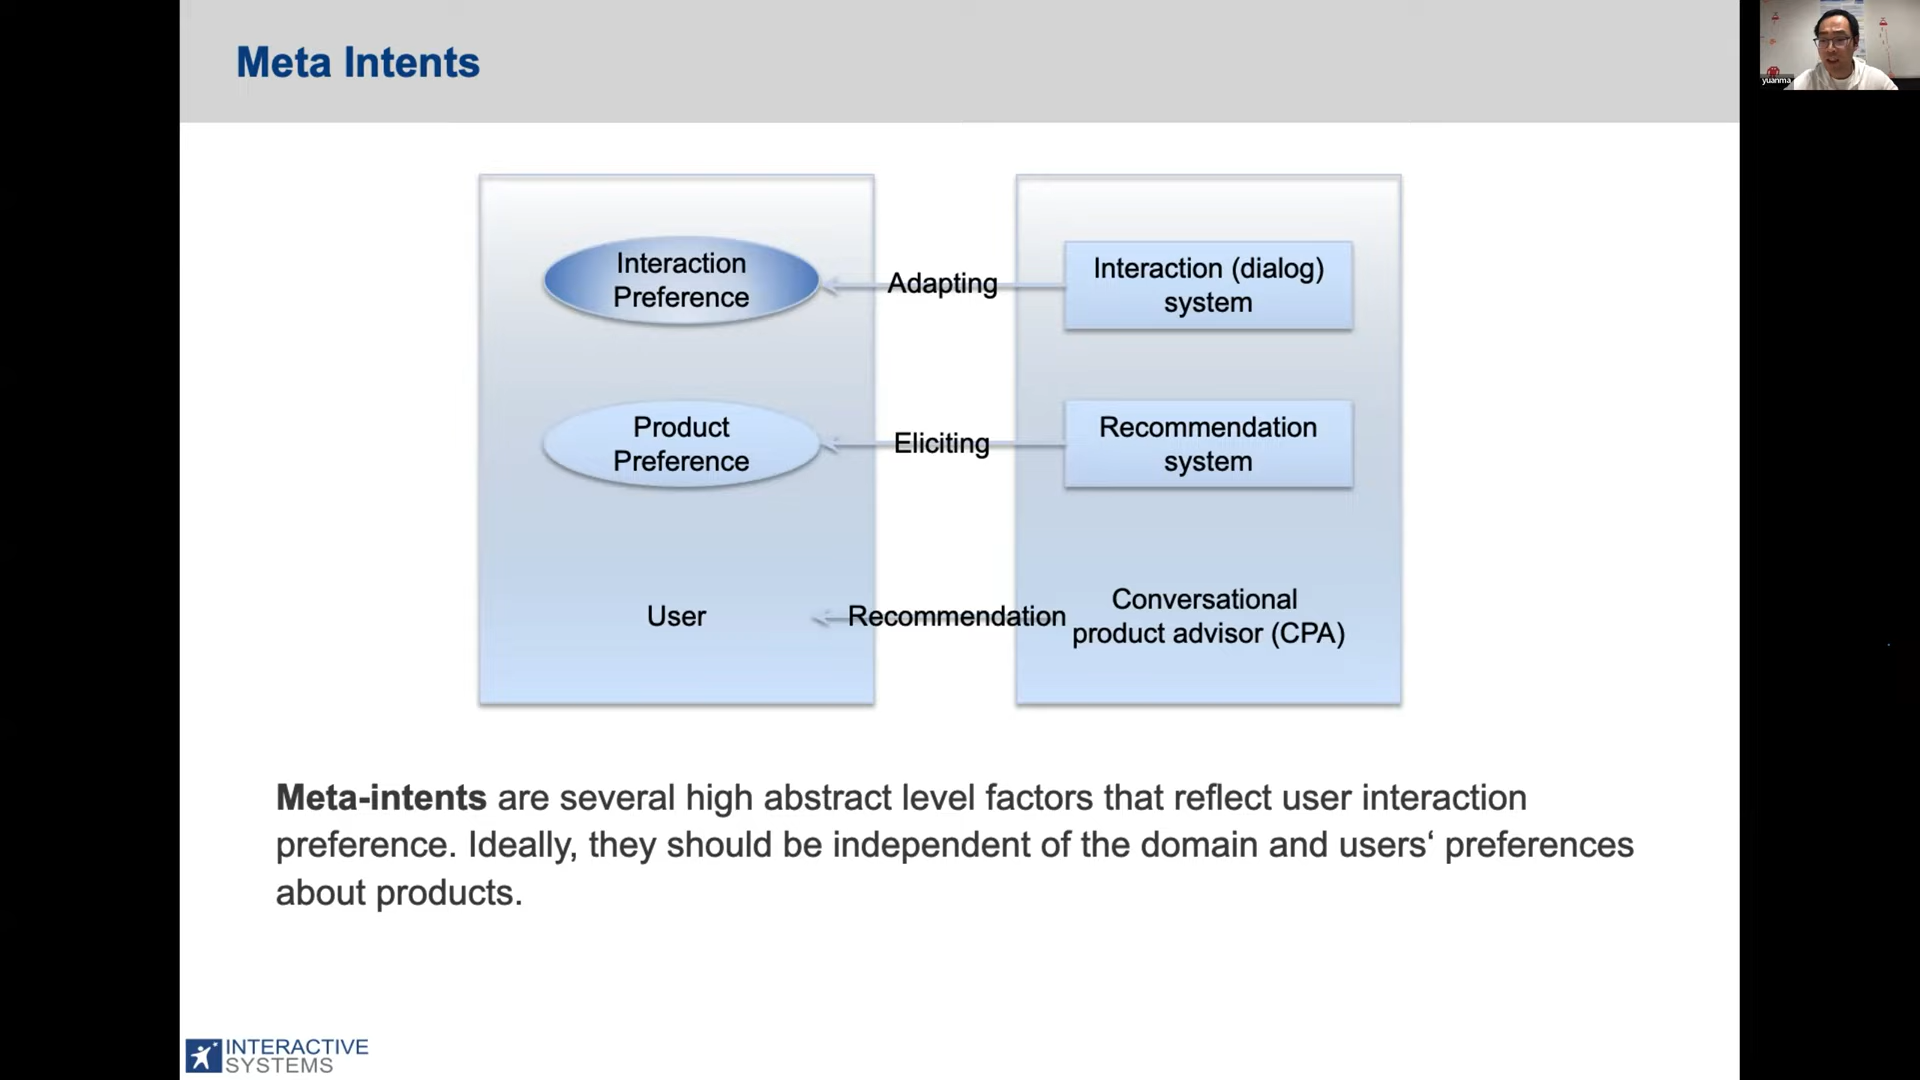 Meta Intents
yuanma
Interaction
Preference
Adapting
Interaction (dialog)
system
Product
Preference
Eliciting
Recommendation
system
User
Recommendation
Conversational
product advisor (CPA)
Meta-intents are several high abstract level factors that reflect user interaction
preference. Ideally, they should be independent of the domain and users‘ preferences
about products.
INTERACTIVE
SYSTEMS